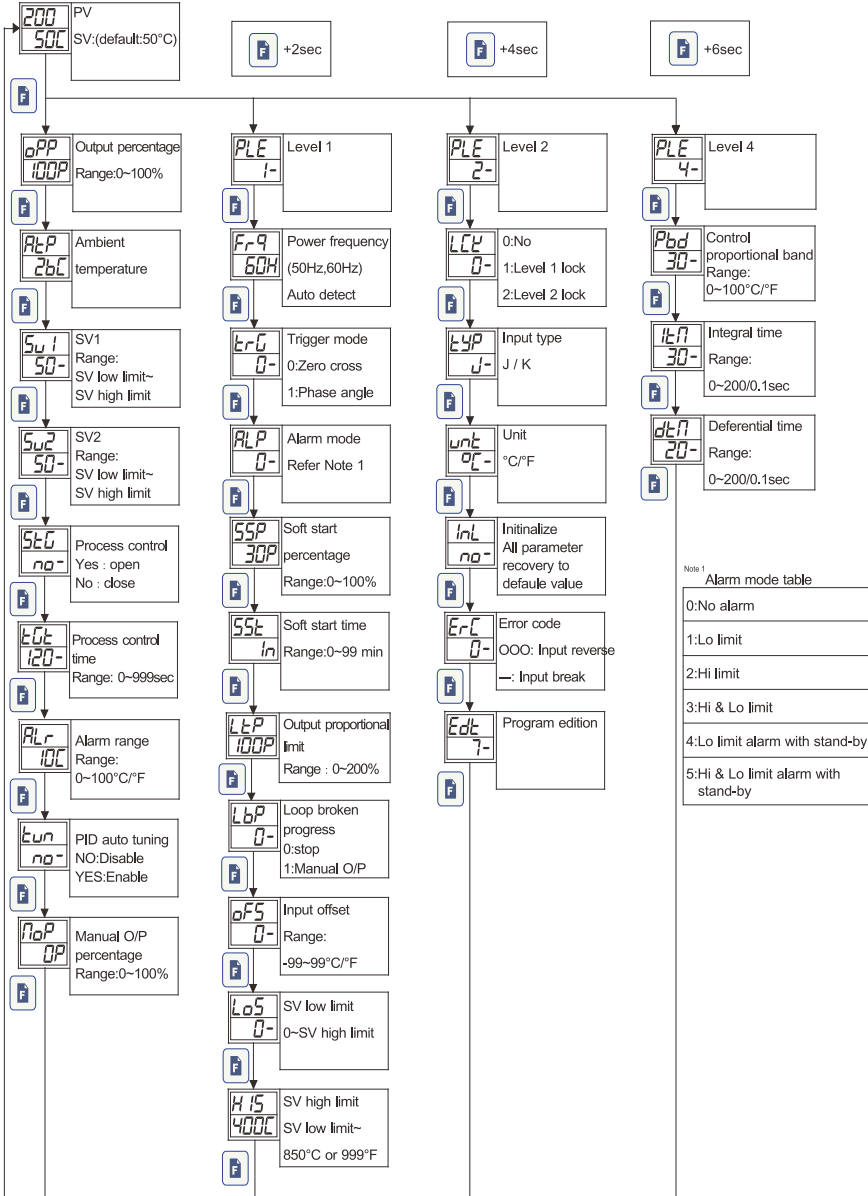 200
50C
PV
SV:(default:50°C)
F
+2sec
F
+4sec
F
+6sec
F
oPP
100P
Output percentage
Range:0~100%
F
AtP
26C
Ambient
temperature
F
Su1
50-
SV1
Range:
SV low limit~
SV high limit
F
Su2
50-
SV2
Range:
SV low limit~
SV high limit
F
StG
no-
Process control
Yes : open
No : close
F
tGt
120-
Process control
time
Range: 0~999sec
F
ALr
10C
Alarm range
Range:
0~100°C/°F
F
tun
no-
PID auto tuning
NO:Disable
YES:Enable
F
MoP
0P
Manual O/P
percentage
Range:0~100%
F
PLE
1-
Level 1
F
Frq
60H
Power frequency
(50Hz,60Hz)
Auto detect
F
trG
0-
Trigger mode
0:Zero cross
1:Phase angle
F
ALP
0-
Alarm mode
Refer Note 1
F
SSP
30P
Soft start
percentage
Range:0~100%
F
SSt
1n
Soft start time
Range:0~99 min
F
LtP
100P
Output proportional
limit
Range : 0~200%
F
LbP
0-
Loop broken
progress
0:stop
1:Manual O/P
F
oFS
0-
Input offset
Range:
-99~99°C/°F
F
LoS
0-
SV low limit
0~SV high limit
F
HIS
400C
SV high limit
SV low limit~
850°C or 999°F
F
PLE
2-
Level 2
F
LCK
0-
0:No
1:Level 1 lock
2:Level 2 lock
F
tYP
J-
Input type
J / K
F
unt
°C-
Unit
°C/°F
F
InL
no-
Initinalize
All parameter
recovery to
defaule value
F
ErC
0-
Error code
OOO: Input reverse
—: Input break
F
Edt
7-
Program edition
F
PLE
4-
Level 4
F
Pbd
30-
Control
proportional band
Range:
0~100°C/°F
F
ItM
30-
Integral time
Range:
0~200/0.1sec
F
dtM
20-
Deferential time
Range:
0~200/0.1sec
F
Note 1
Alarm mode table
0:No alarm
1:Lo limit
2:Hi limit
3:Hi & Lo limit
4:Lo limit alarm with stand-by
5:Hi & Lo limit alarm with
stand-by